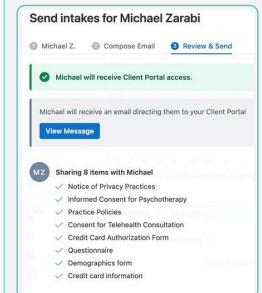 Send intakes for Michael Zarabi
1 Michael Z. 2 Compose Email 3 Review & Send
Michael will receive Client Portal access.
Michael will receive an email directing them to your Client Portal
View Message
MZ Sharing 8 items with Michael
Notice of Privacy Practices
Informed Consent for Psychotherapy
Practice Policies
Consent for Telehealth Consultation
Credit Card Authorization Form
Questionnaire
Demographics form
Credit card information